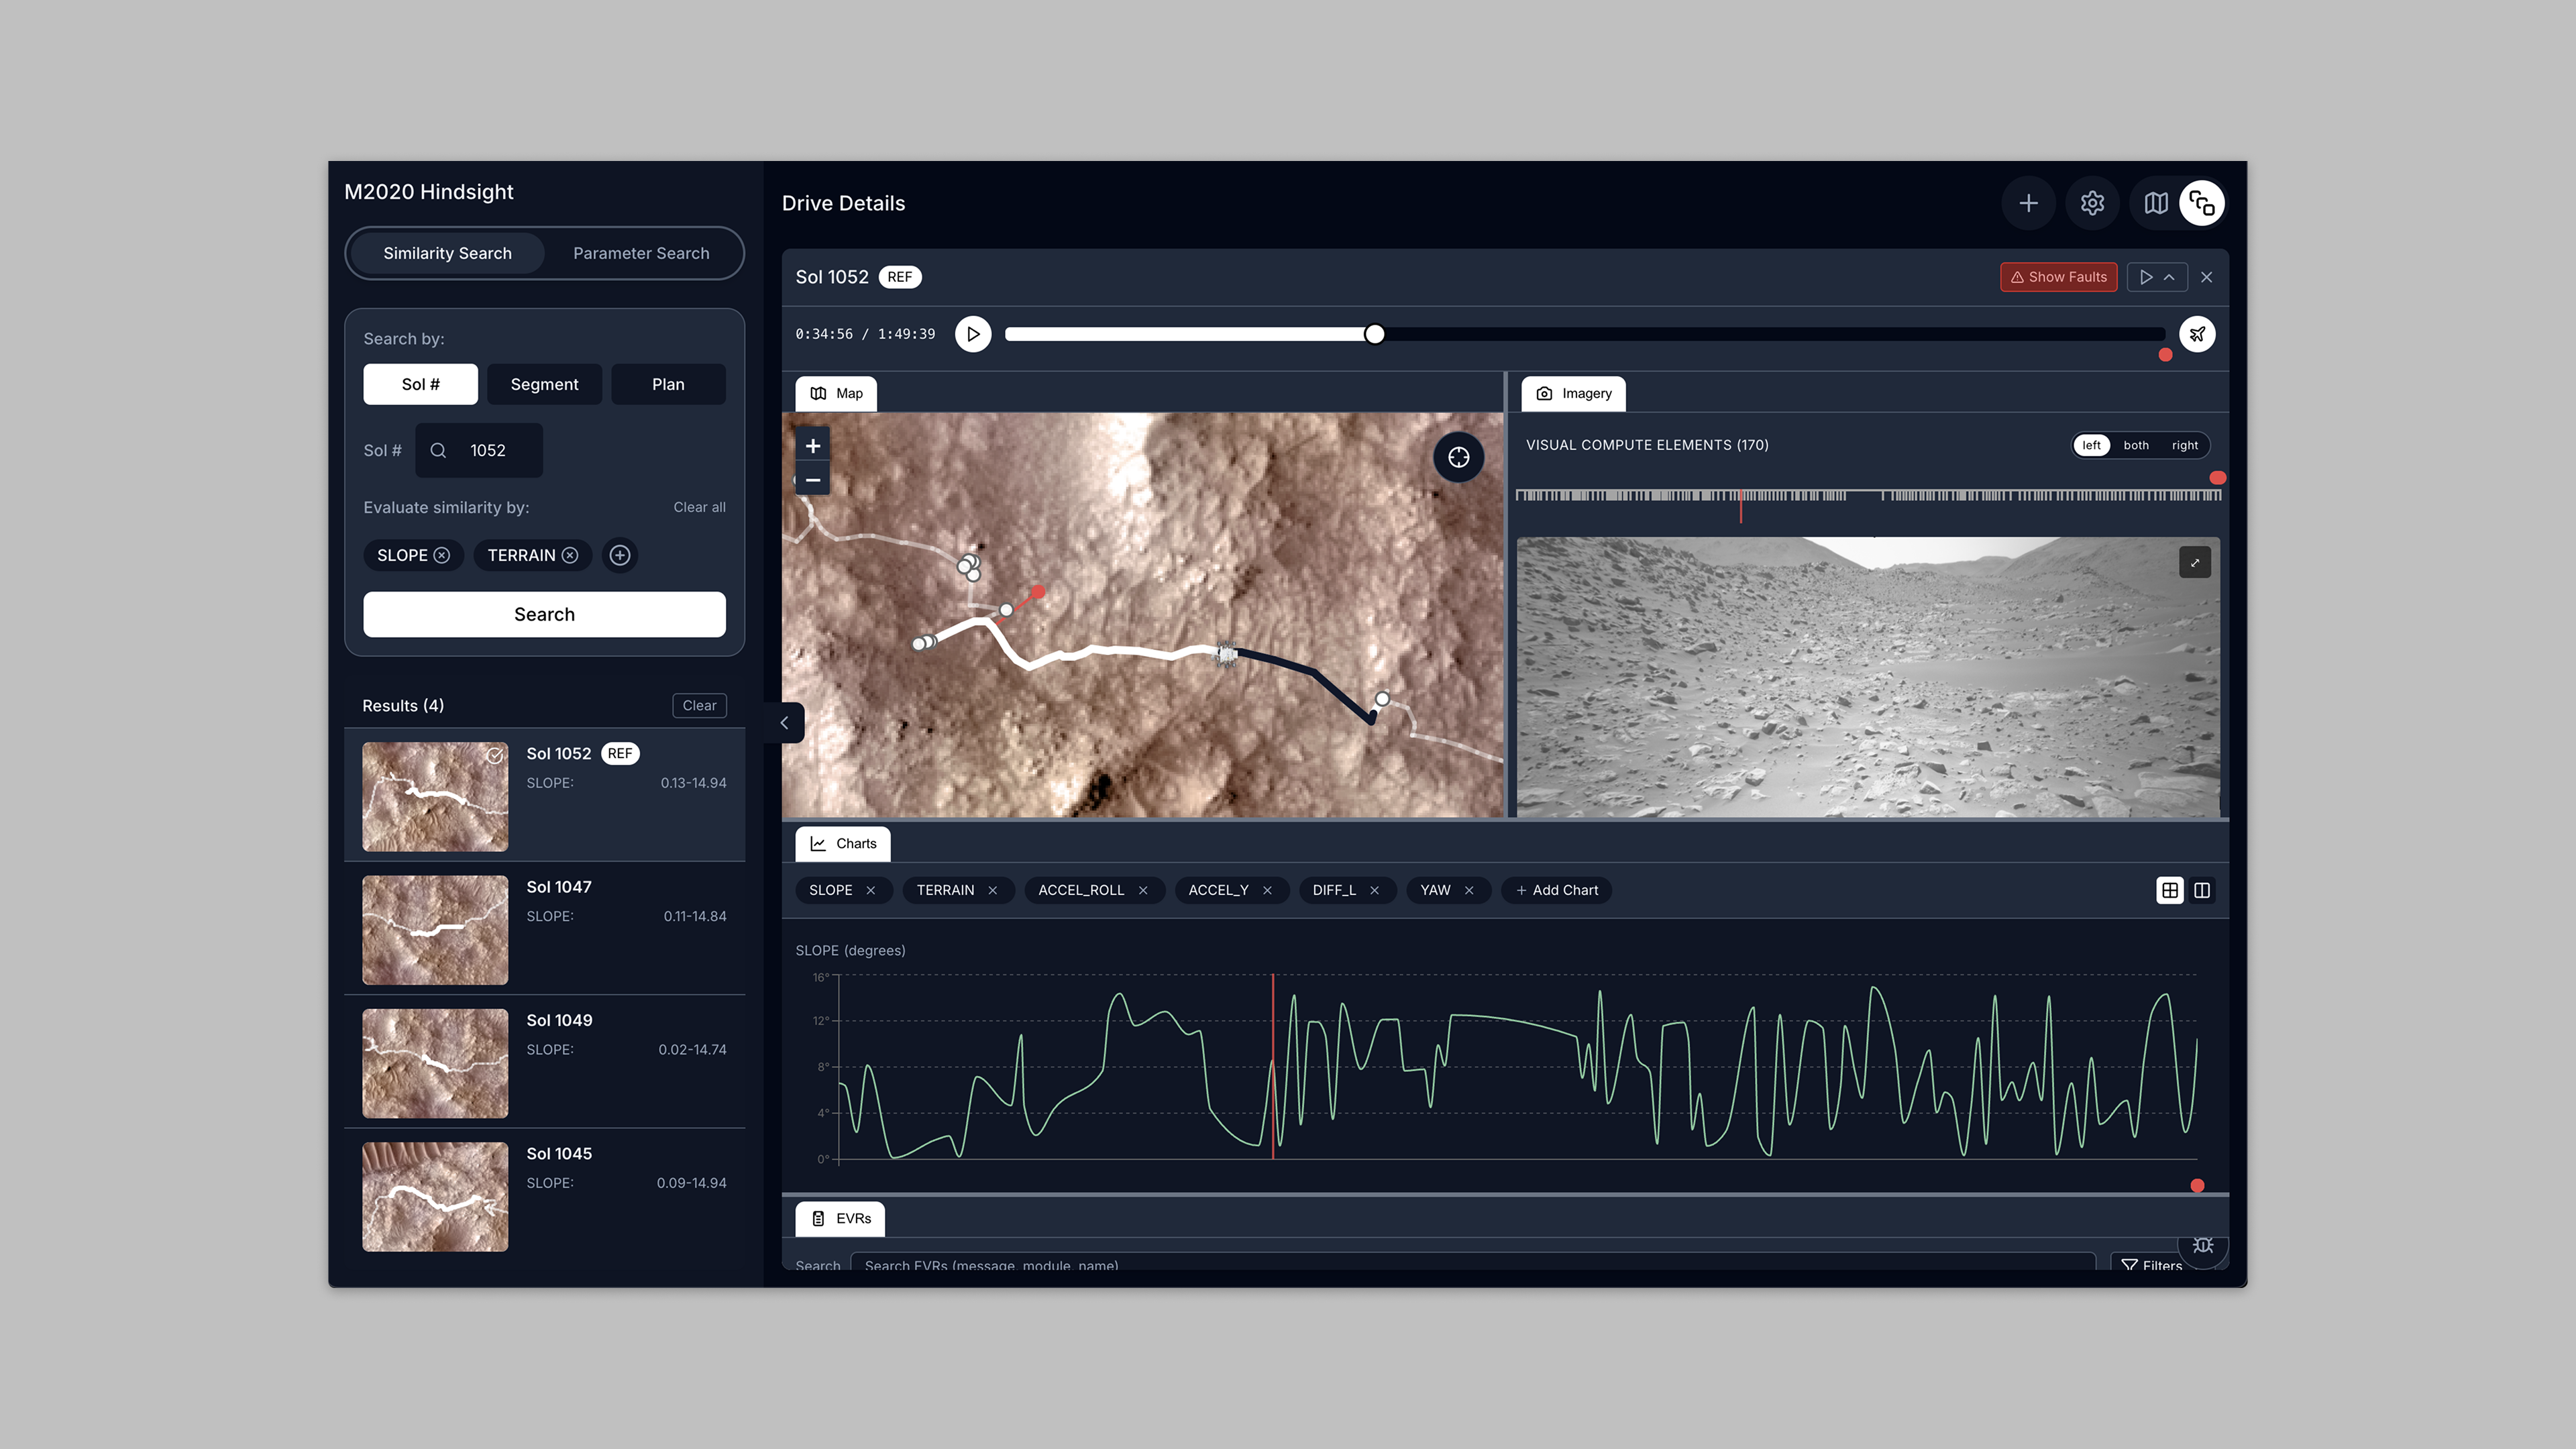 M2020 Hindsight
Similarity Search
Parameter Search
Search by:
Sol #
Segment
Plan
Sol #
1052
Evaluate similarity by:
Clear all
SLOPE
TERRAIN
Search
Results (4)
Clear
Sol 1052 REF
SLOPE: 0.13-14.94
Sol 1047
SLOPE: 0.11-14.84
Sol 1049
SLOPE: 0.02-14.74
Sol 1045
SLOPE: 0.09-14.94
Drive Details
Sol 1052 REF
Show Faults
0:34:56 / 1:49:39
Map
Imagery
VISUAL COMPUTE ELEMENTS (170)
left both right
Charts
SLOPE
TERRAIN
ACCEL_ROLL
ACCEL_Y
DIFF_L
YAW
+ Add Chart
SLOPE (degrees)
16°
12°
8°
4°
0°
EVRs
Search
Search EVRs (message, module, name)
Filters